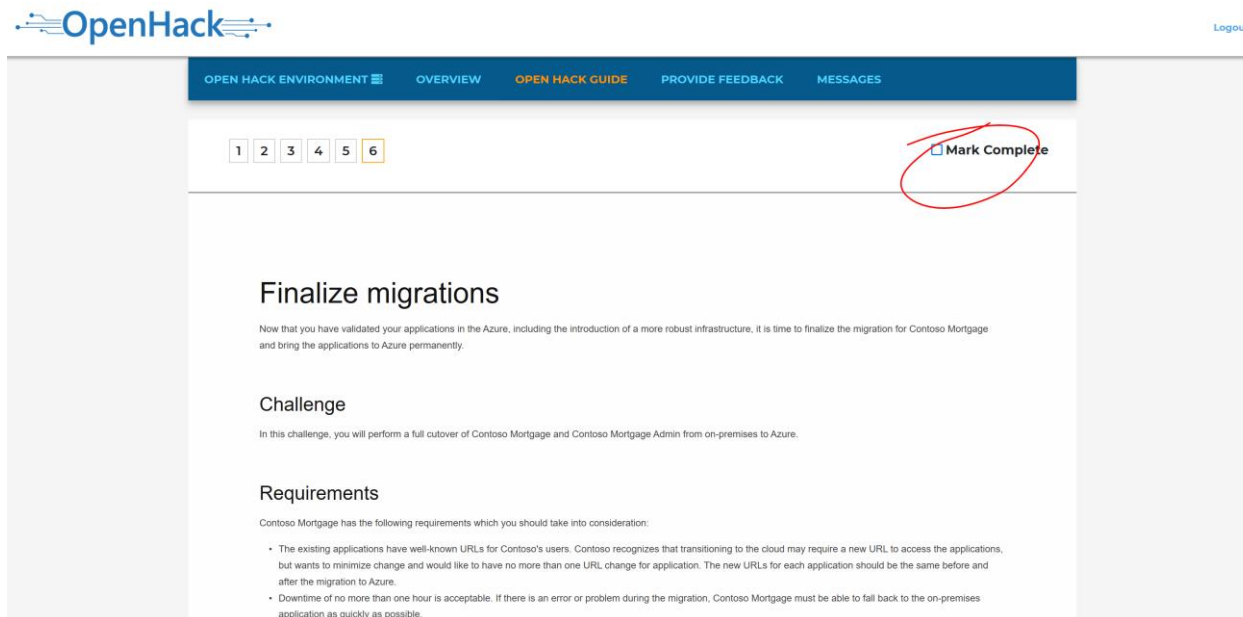 OpenHack
Logou
OPEN HACK ENVIRONMENT
OVERVIEW
OPEN HACK GUIDE
PROVIDE FEEDBACK
MESSAGES
1 2 3 4 5 6
Mark Complete
Finalize migrations
Now that you have validated your applications in the Azure, including the introduction of a more robust infrastructure, it is time to finalize the migration for Contoso Mortgage
and bring the applications to Azure permanently.
Challenge
In this challenge, you will perform a full cutover of Contoso Mortgage and Contoso Mortgage Admin from on-premises to Azure.
Requirements
Contoso Mortgage has the following requirements which you should take into consideration:
• The existing applications have well-known URLs for Contoso's users. Contoso recognizes that transitioning to the cloud may require a new URL to access the applications,
but wants to minimize change and would like to have no more than one URL change for application. The new URLs for each application should be the same before and
after the migration to Azure.
• Downtime of no more than one hour is acceptable. If there is an error or problem during the migration, Contoso Mortgage must be able to fall back to the on-premises
application as quickly as possible.